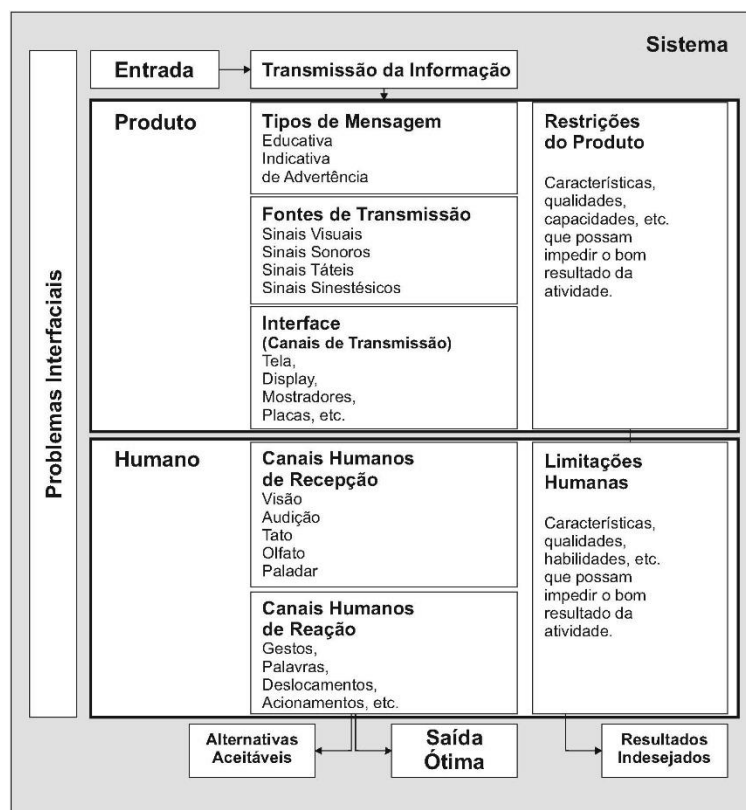 Sistema
Problemas Interfaciais
Entrada
Transmissão da Informação
Produto
Tipos de Mensagem
Educativa
Indicativa
de Advertência
Fontes de Transmissão
Sinais Visuais
Sinais Sonoros
Sinais Táteis
Sinais Sinestésicos
Interface
(Canais de Transmissão)
Tela,
Display,
Mostradores,
Placas, etc.
Restrições
do Produto
Características,
qualidades,
capacidades, etc.
que possam
impedir o bom
resultado da
atividade.
Humano
Canais Humanos
de Recepção
Visão
Audição
Tato
Olfato
Paladar
Canais Humanos
de Reação
Gestos,
Palavras,
Deslocamentos,
Acionamentos, etc.
Limitações
Humanas
Características,
qualidades,
habilidades, etc.
que possam
impedir o bom
resultado da
atividade.
Alternativas
Aceitáveis
Saída
Ótima
Resultados
Indesejados